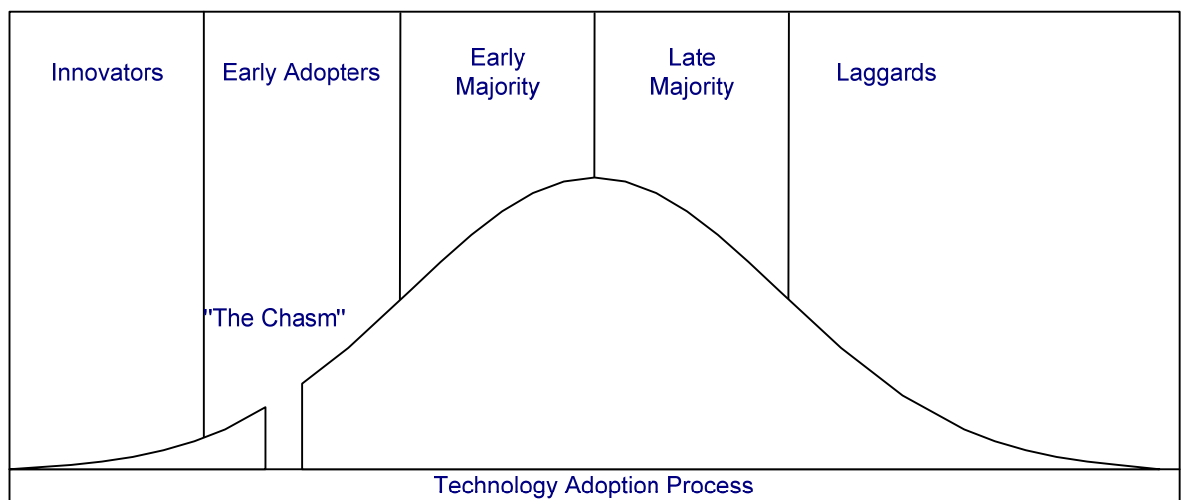 Innovators
Early Adopters
Early
Majority
Late
Majority
Laggards
"The Chasm"
Technology Adoption Process